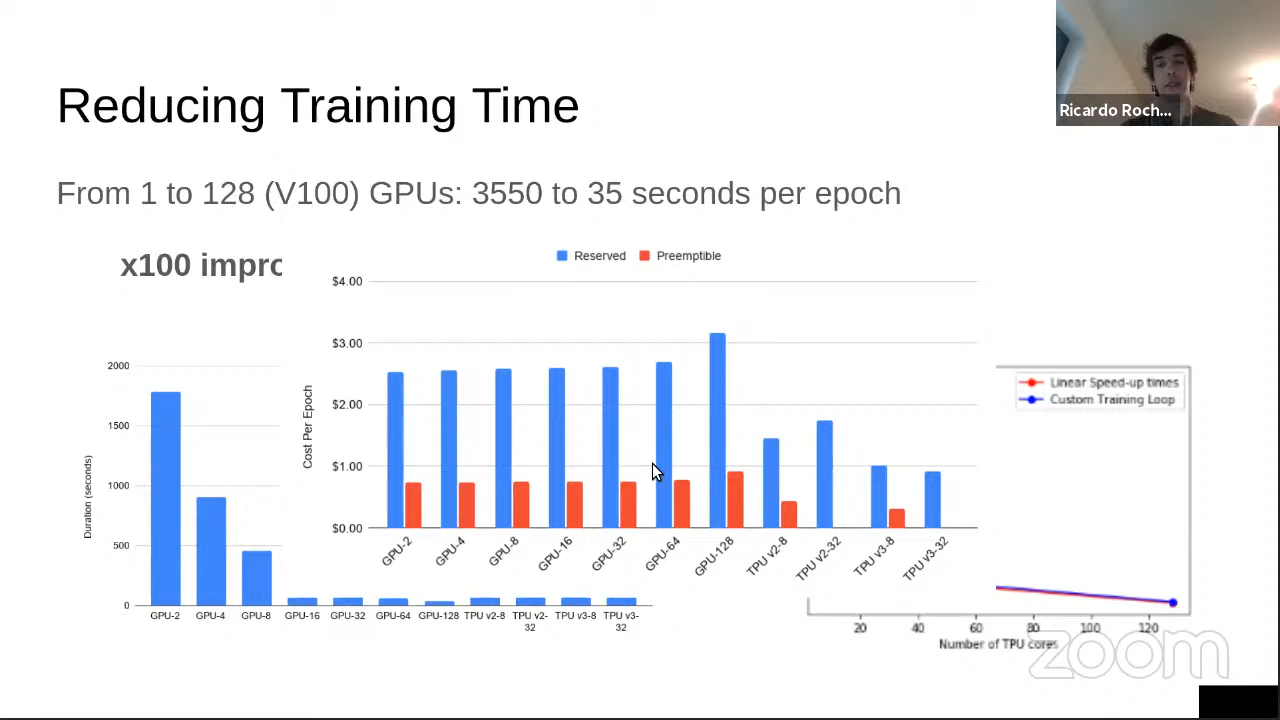 Ricardo Roch...
Reducing Training Time
From 1 to 128 (V100) GPUs: 3550 to 35 seconds per epoch
x100 impro
Reserved Preemptible
$4.00
$3.00
$2.00
$1.00
$0.00
Cost Per Epoch
GPU-2 GPU-4 GPU-8 GPU-16 GPU-32 GPU-64 GPU-128 TPU v2-8 TPU v2-32 TPU v3-8 TPU v3-32
2000
1500
1000
500
0
Duration (seconds)
GPU-2 GPU-4 GPU-8 GPU-16 GPU-32 GPU-64 GPU-128 TPU v2-8 TPU v2-32 TPU v3-8 TPU v3-32
Linear Speed-up times
Custom Training Loop
20 40 60 80 100 120
Number of TPU cores
zoom